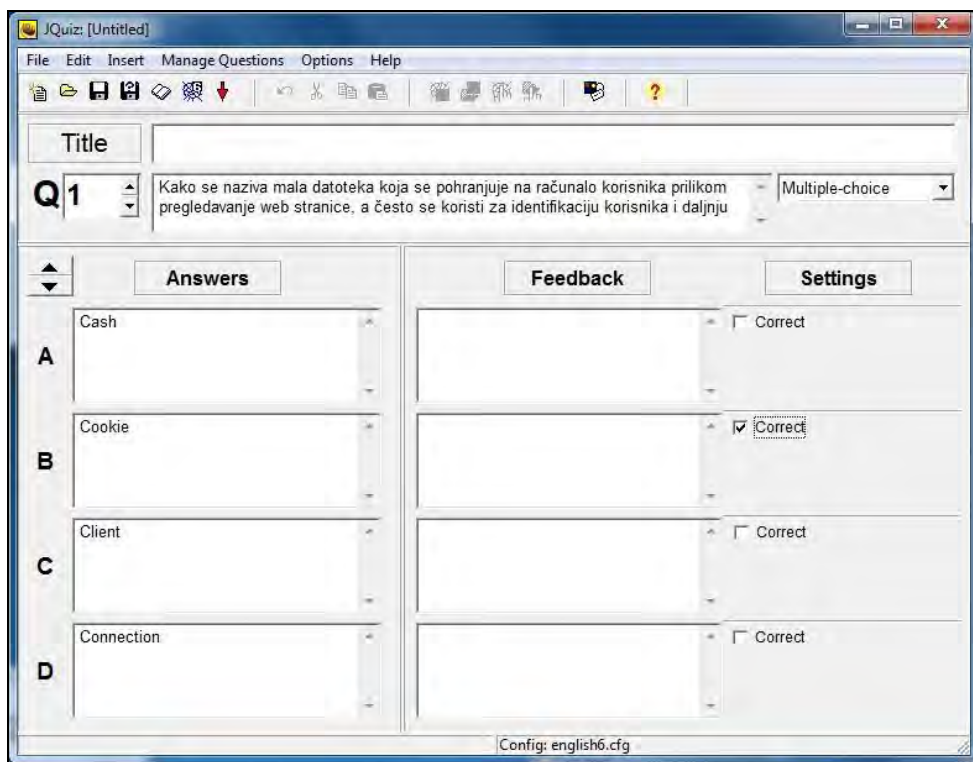 JQuiz: [Untitled]
File Edit Insert Manage Questions Options Help
Title
Q 1
Kako se naziva mala datoteka koja se pohranjuje na računalo korisnika prilikom
pregledavanje web stranice, a često se koristi za identifikaciju korisnika i daljnju
Multiple-choice
Answers Feedback Settings
A Cash Correct
B Cookie Correct
C Client Correct
D Connection Correct
Config: english6.cfg